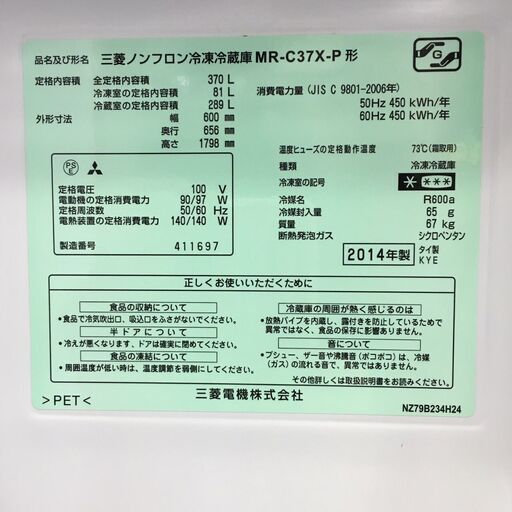 品名及び形名 三菱ノンフロン冷凍冷蔵庫 MR-C37X-P 形
定格内容積 全定格内容積 370 L
冷凍室の定格内容積 81 L
冷蔵室の定格内容積 289 L
外形寸法 幅 600 mm
奥行 656 mm
高さ 1798 mm
消費電力量 (JIS C 9801-2006年)
50Hz 450 kWh/年
60Hz 450 kWh/年
G
PS
E
三菱
定格電圧 100 V
電動機の定格消費電力 90/97 W
定格周波数 50/60 Hz
電熱装置の定格消費電力 140/140 W
製造番号 411697
温度ヒューズの定格動作温度 73℃(霜取用)
種類 冷凍冷蔵庫
冷凍室の記号
冷媒名 R600a
冷媒封入量 65 g
質量 67 kg
断熱発泡ガス シクロペンタン
2014年製 タイ製
KYE
正しくお使いいただくために
食品の収納について
・食品で冷気吹出口、吸込口をふさがないでください。
半ドアについて
・冷えが悪くなります、ドアは確実に閉めてください。
食品の凍結について
・周囲温度が低い時は、温度調節を弱側にしてください。
冷蔵庫の周囲が熱く感じるのは
・放熱パイプを内蔵し、露付きを防止しているためで
異常ではなく、食品の保存に影響ありません。
音について
・プシュー、ザー音や沸騰音(ボコボコ)は、冷媒
(ガス)の流れる音で、異常ではありません。
その他詳しくは取扱説明書をお読みください。
>PET<
三菱電機株式会社
NZ79B234H24